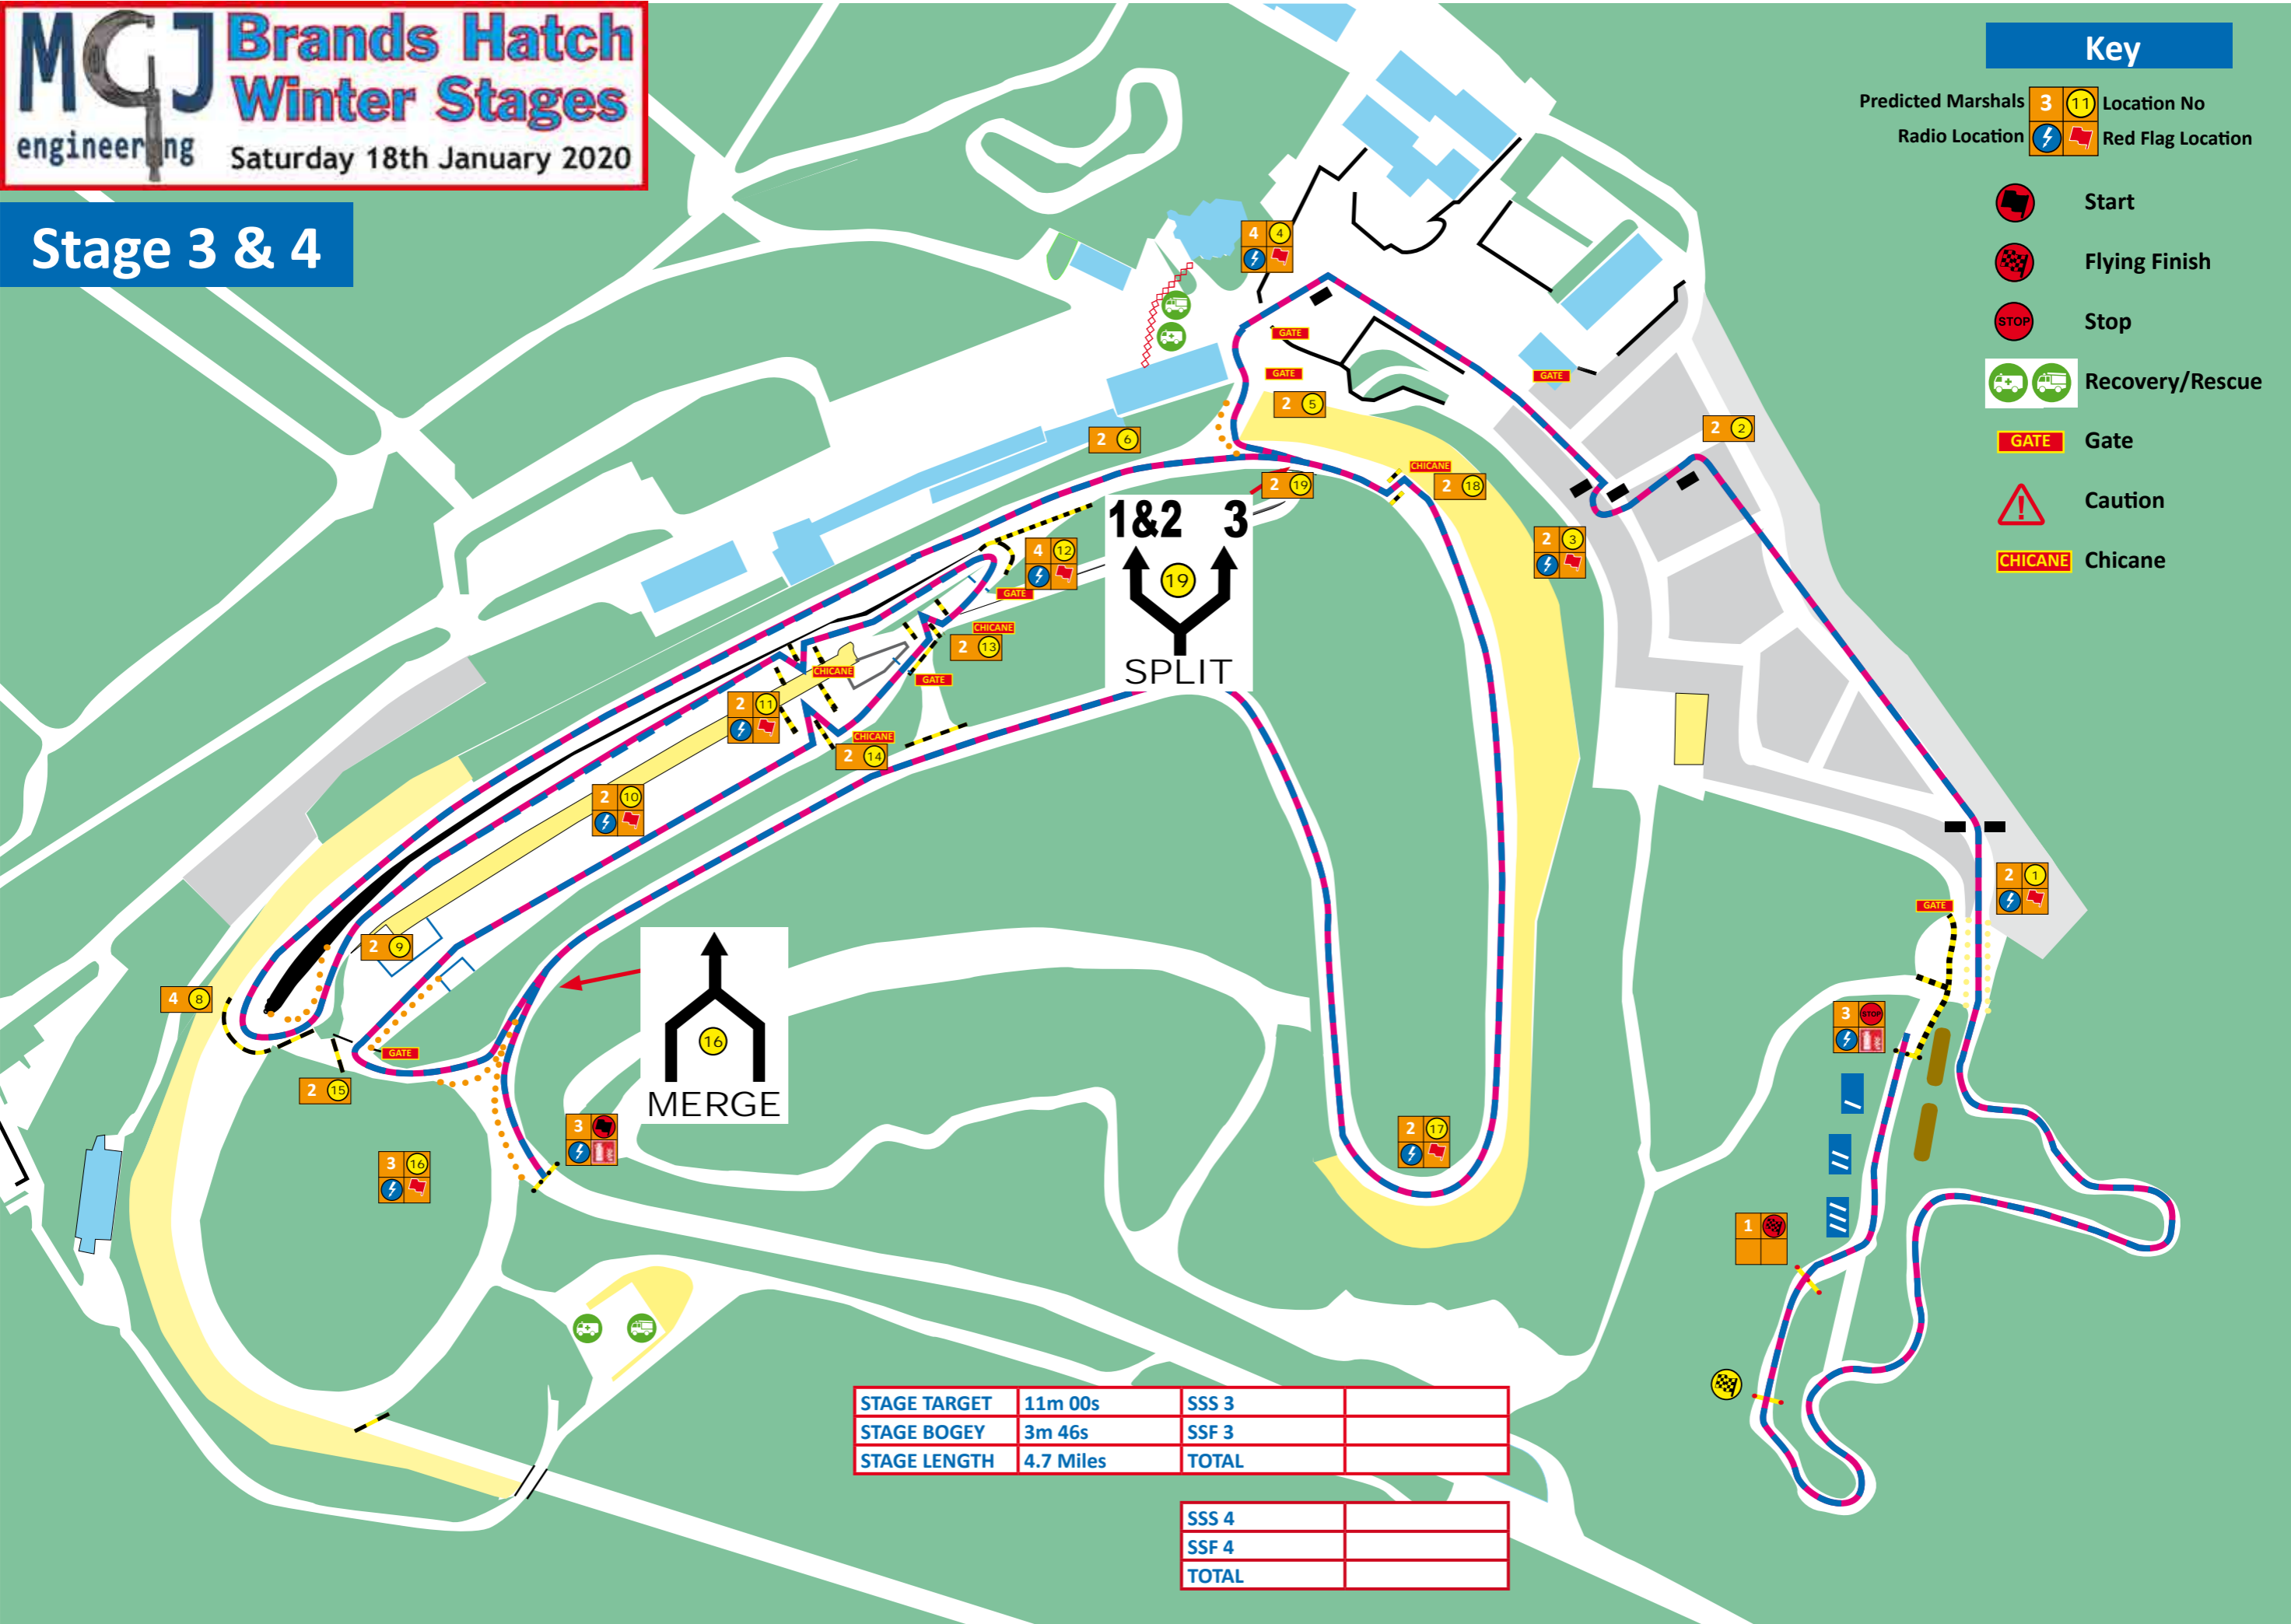 MGJ
engineering
Brands Hatch
Winter Stages
Saturday 18th January 2020
Stage 3 & 4
Key
Predicted Marshals 3 11 Location No
Radio Location Red Flag Location
Start
Flying Finish
STOP Stop
Recovery/Rescue
GATE Gate
Caution
CHICANE Chicane
4 4
GATE
GATE
GATE
2 5
2 2
2 6
CHICANE
2 18
2 19
1&2 3
19
SPLIT
2 3
4 12
GATE
CHICANE
2 13
CHICANE
GATE
2 11
CHICANE
2 14
2 10
2 1
GATE
2 9
4 8
3 STOP
16
MERGE
GATE
2 15
3
2 17
3 16
1
STAGE TARGET 11m 00s SSS 3
STAGE BOGEY 3m 46s SSF 3
STAGE LENGTH 4.7 Miles TOTAL
SSS 4
SSF 4
TOTAL